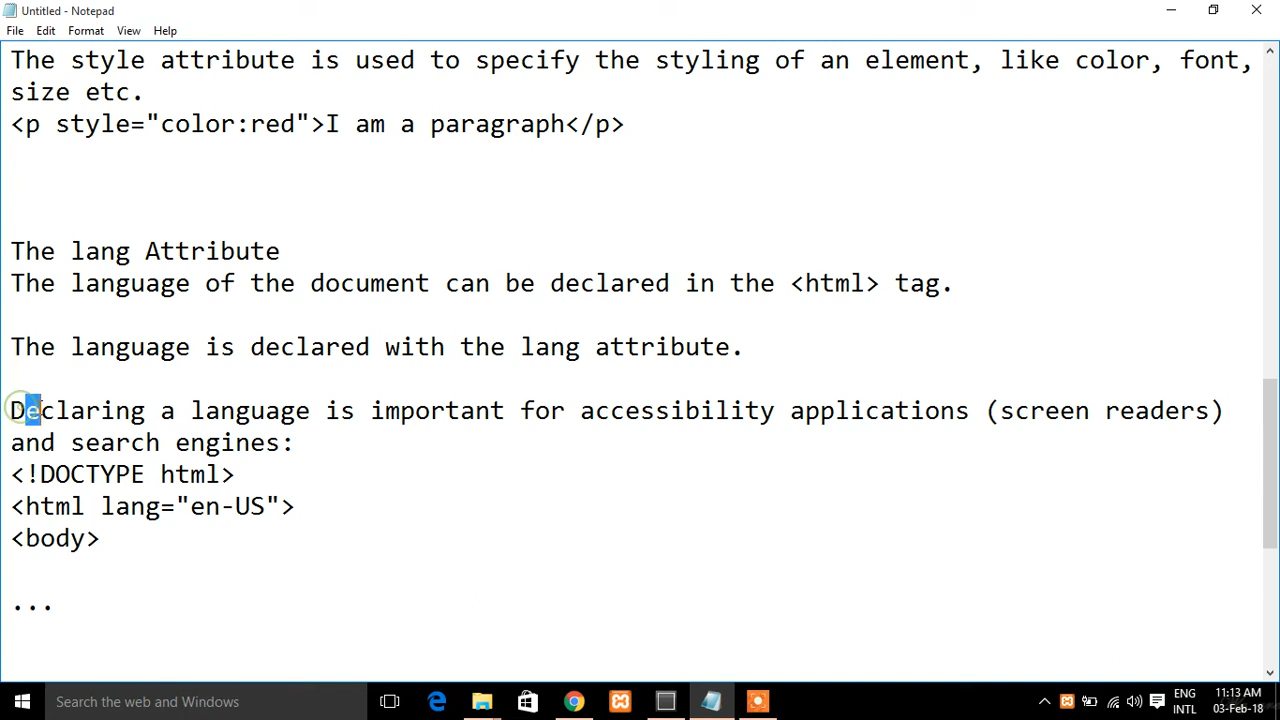 Untitled - Notepad
File Edit Format View Help
The style attribute is used to specify the styling of an element, like color, font,
size etc.
<p style="color:red">I am a paragraph</p>
The lang Attribute
The language of the document can be declared in the <html> tag.
The language is declared with the lang attribute.
Declaring a language is important for accessibility applications (screen readers)
and search engines:
<!DOCTYPE html>
<html lang="en-US">
<body>
...
Search the web and Windows
ENG 11:13 AM
INTL 03-Feb-18